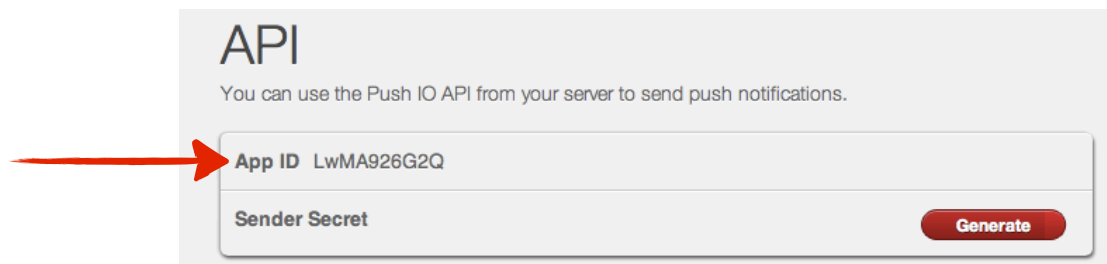 API
You can use the Push IO API from your server to send push notifications.
App ID LwMA926G2Q
Sender Secret
Generate